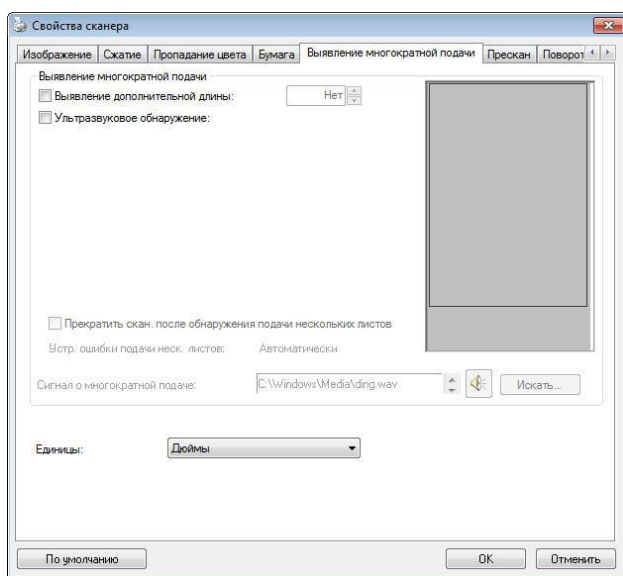 Свойства сканера
Изображение Сжатие Пропадание цвета Бумага Выявление многократной подачи Прескан Поворот
Выявление многократной подачи
Выявление дополнительной длины: Нет
Ультразвуковое обнаружение:
Прекратить скан. после обнаружения подачи нескольких листов
Устр. ошибки подачи неск. листов: Автоматически
Сигнал о многократной подаче: C:\Windows\Media\ding.wav Искать...
Единицы: Дюймы
По умолчанию OK Отменить